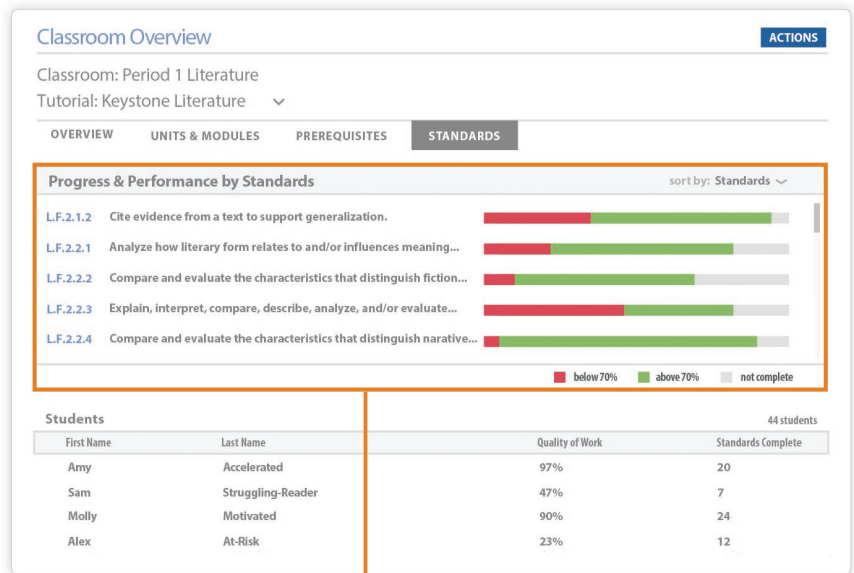 Classroom Overview
ACTIONS
Classroom: Period 1 Literature
Tutorial: Keystone Literature
OVERVIEW UNITS & MODULES PREREQUISITES STANDARDS
Progress & Performance by Standards sort by: Standards
L.F.2.1.2 Cite evidence from a text to support generalization.
L.F.2.2.1 Analyze how literary form relates to and/or influences meaning...
L.F.2.2.2 Compare and evaluate the characteristics that distinguish fiction...
L.F.2.2.3 Explain, interpret, compare, describe, analyze, and/or evaluate...
L.F.2.2.4 Compare and evaluate the characteristics that distinguish narative...
below 70% above 70% not complete
Students 44 students
First Name Last Name Quality of Work Standards Complete
Amy Accelerated 97% 20
Sam Struggling-Reader 47% 7
Molly Motivated 90% 24
Alex At-Risk 23% 12